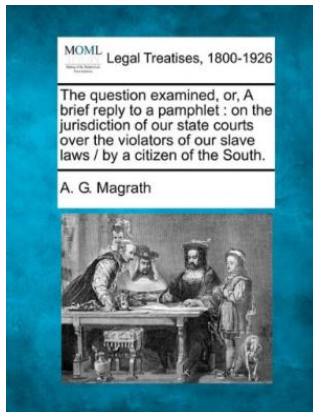 MOML Legal Treatises, 1800-1926
The question examined, or, A
brief reply to a pamphlet : on the
jurisdiction of our state courts
over the violators of our slave
laws / by a citizen of the South.
A. G. Magrath